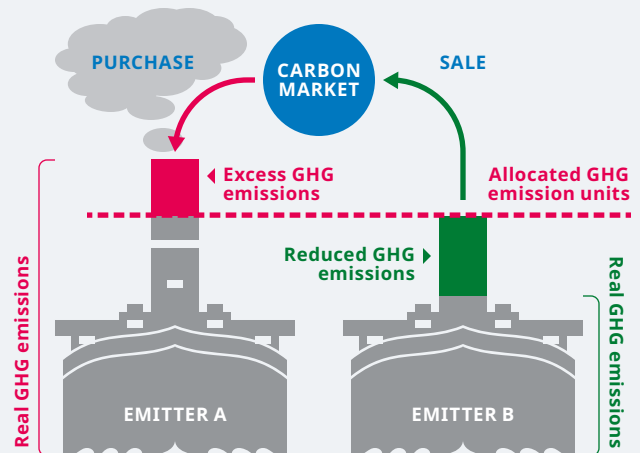 PURCHASE
CARBON
MARKET
SALE
Excess GHG
emissions
Allocated GHG
emission units
Reduced GHG
emissions
Real GHG emissions
Real GHG emissions
EMITTER A
EMITTER B